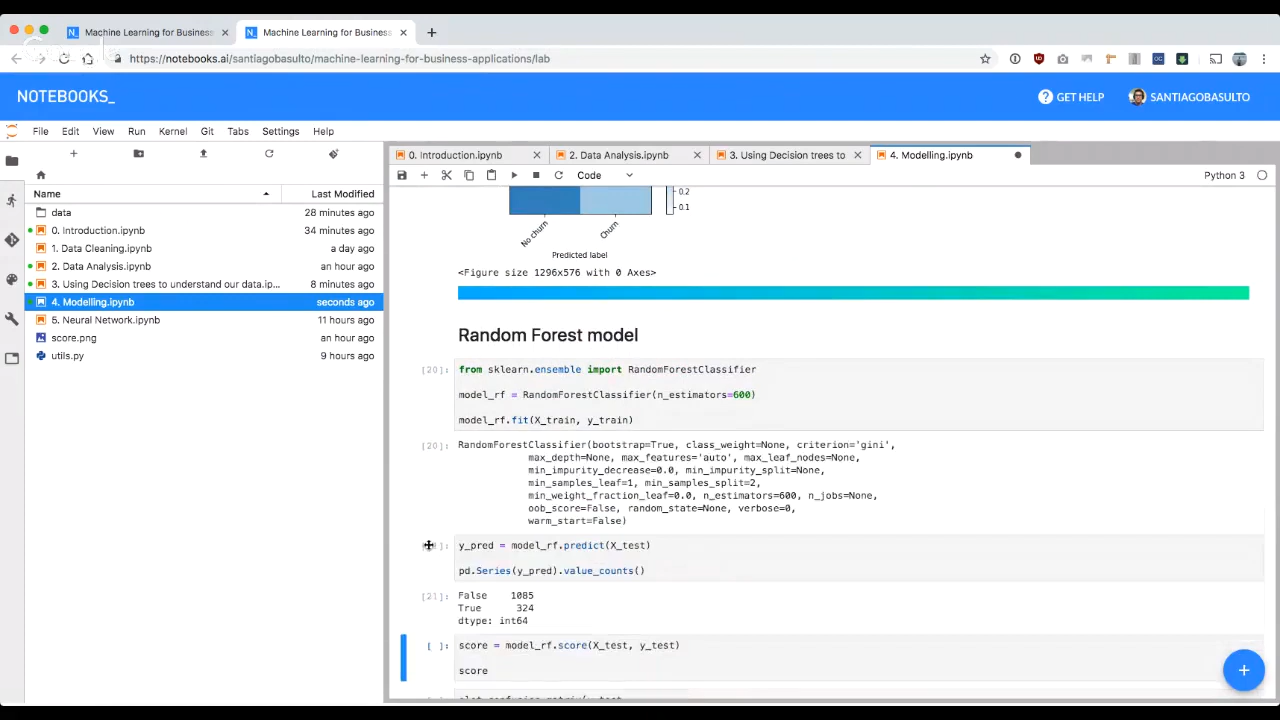 Machine Learning for Business
Machine Learning for Business
https://notebooks.ai/santiagobasulto/machine-learning-for-business-applications/lab
NOTEBOOKS_
GET HELP
SANTIAGOBASULTO
File Edit View Run Kernel Git Tabs Settings Help
0. Introduction.ipynb
2. Data Analysis.ipynb
3. Using Decision trees to
4. Modelling.ipynb
Code
Python 3
Name Last Modified
data 28 minutes ago
0. Introduction.ipynb 34 minutes ago
1. Data Cleaning.ipynb a day ago
2. Data Analysis.ipynb an hour ago
3. Using Decision trees to understand our data.ip... 8 minutes ago
4. Modelling.ipynb seconds ago
5. Neural Network.ipynb 11 hours ago
score.png an hour ago
utils.py 9 hours ago
0.2
0.1
No churn
Churn
Predicted label
<Figure size 1296x576 with 0 Axes>
Random Forest model
[20]: from sklearn.ensemble import RandomForestClassifier
model_rf = RandomForestClassifier(n_estimators=600)
model_rf.fit(X_train, y_train)
[20]: RandomForestClassifier(bootstrap=True, class_weight=None, criterion='gini',
max_depth=None, max_features='auto', max_leaf_nodes=None,
min_impurity_decrease=0.0, min_impurity_split=None,
min_samples_leaf=1, min_samples_split=2,
min_weight_fraction_leaf=0.0, n_estimators=600, n_jobs=None,
oob_score=False, random_state=None, verbose=0,
warm_start=False)
y_pred = model_rf.predict(X_test)
pd.Series(y_pred).value_counts()
[21]: False 1085
True 324
dtype: int64
[ ]: score = model_rf.score(X_test, y_test)
score